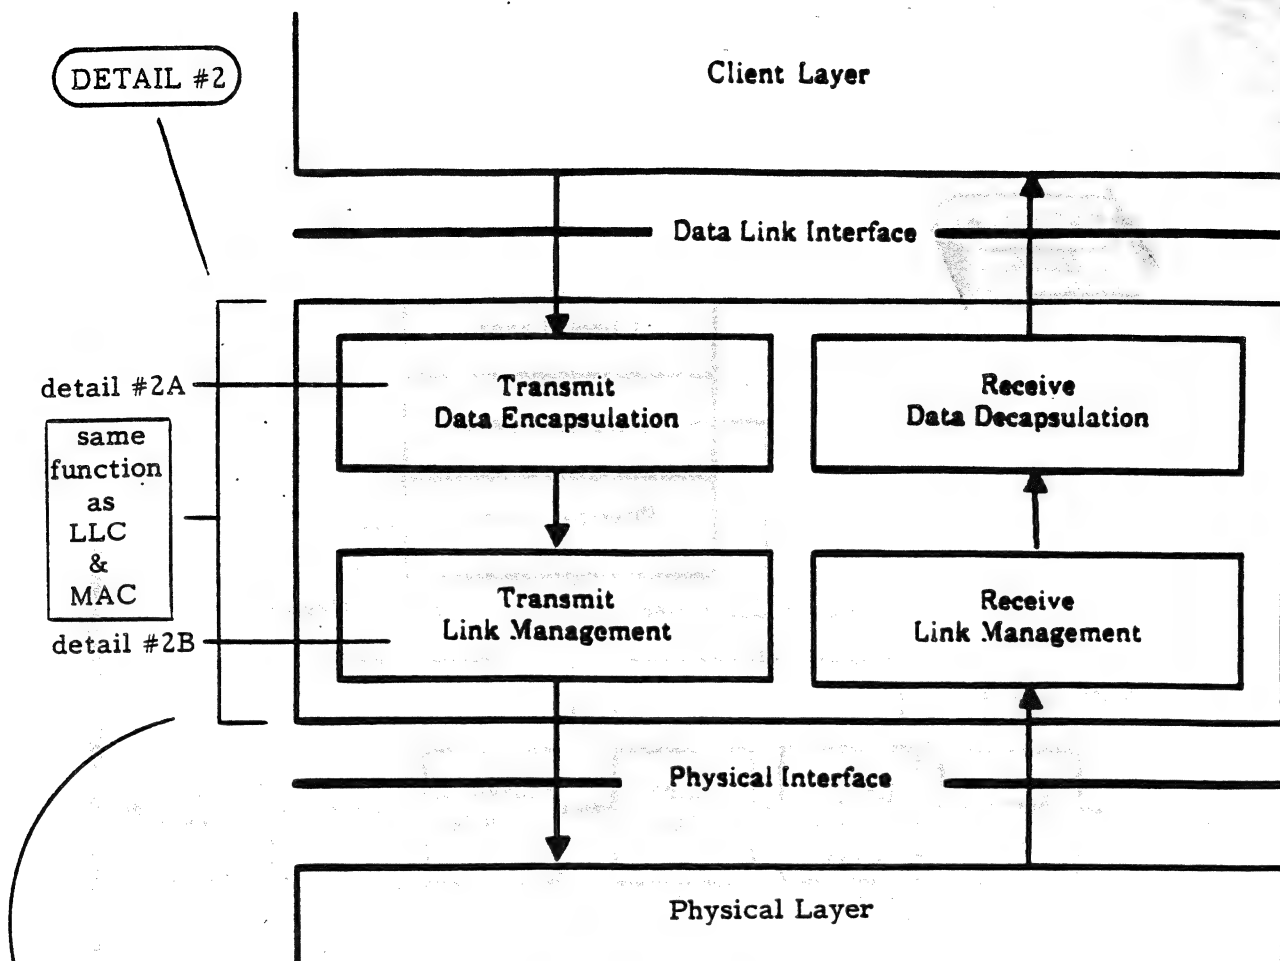 DETAIL #2
Client Layer
Data Link Interface
detail #2A
Transmit
Data Encapsulation
Receive
Data Decapsulation
same
function
as
LLC
&
MAC
Transmit
Link Management
Receive
Link Management
detail #2B
Physical Interface
Physical Layer